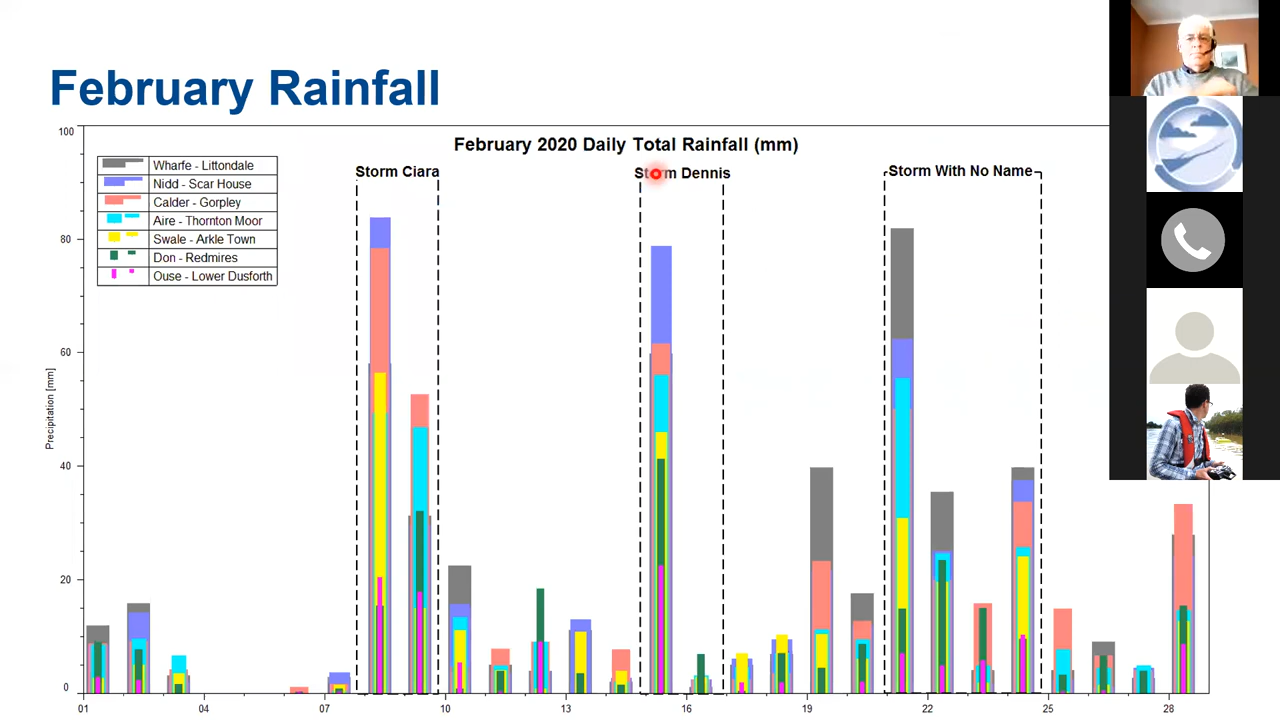 February Rainfall
February 2020 Daily Total Rainfall (mm)
Storm Ciara
Storm Dennis
Storm With No Name
Wharfe - Littondale
Nidd - Scar House
Calder - Gorpley
Aire - Thornton Moor
Swale - Arkle Town
Don - Redmires
Ouse - Lower Dusforth
Precipitation [mm]
100
80
60
40
20
0
01 04 07 10 13 16 19 22 25 28